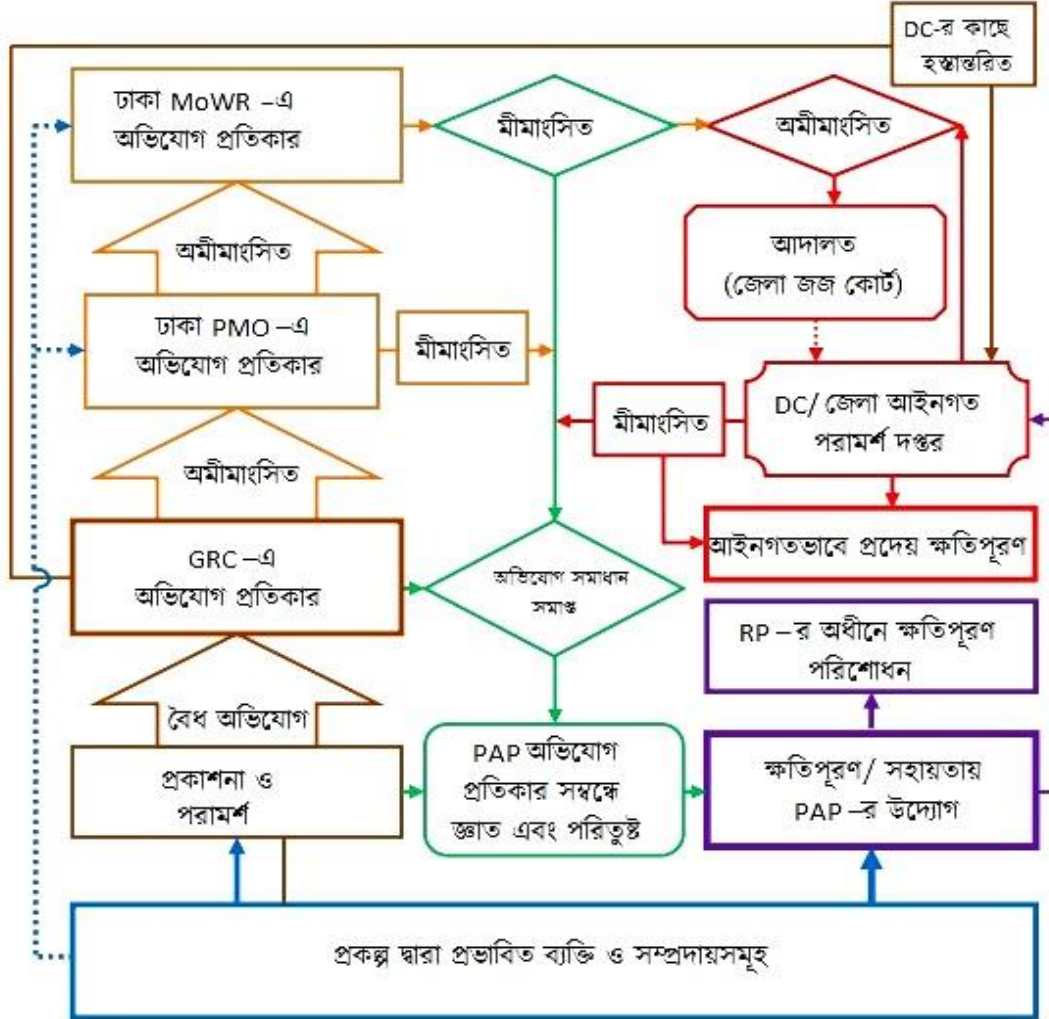 DC-র কাছে
হস্তান্তরিত
ঢাকা MoWR –এ
অভিযোগ প্রতিকার
মীমাংসিত
অমীমাংসিত
অমীমাংসিত
আদালত
(জেলা জজ কোর্ট)
ঢাকা PMO –এ
অভিযোগ প্রতিকার
মীমাংসিত
মীমাংসিত
DC/ জেলা আইনগত
পরামর্শ দপ্তর
অমীমাংসিত
আইনগতভাবে প্রদেয় ক্ষতিপূরণ
GRC –এ
অভিযোগ প্রতিকার
অভিযোগ সমাধান
সমাপ্ত
RP – র অধীনে ক্ষতিপূরণ
পরিশোধন
বৈধ অভিযোগ
প্রকাশনা ও
পরামর্শ
PAP অভিযোগ
প্রতিকার সম্বন্ধে
জ্ঞাত এবং পরিতুষ্ট
ক্ষতিপূরণ/ সহায়তায়
PAP –র উদ্যোগ
প্রকল্প দ্বারা প্রভাবিত ব্যক্তি ও সম্প্রদায়সমূহ